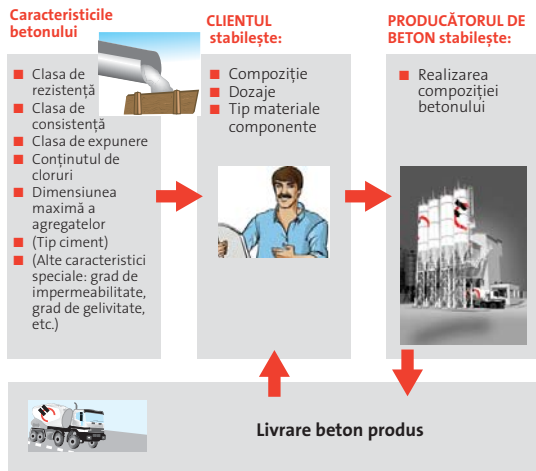 Caracteristicile
betonului
Clasa de
rezistență
Clasa de
consistență
Clasa de expunere
Conținutul de
cloruri
Dimensiunea
maximă a
agregatelor
(Tip ciment)
(Alte caracteristici
speciale: grad de
impermeabilitate,
grad de gelivitate,
etc.)
CLIENTUL
stabilește:
Compoziție
Dozaje
Tip materiale
componente
PRODUCĂTORUL DE
BETON stabilește:
Realizarea
compoziției
betonului
Livrare beton produs